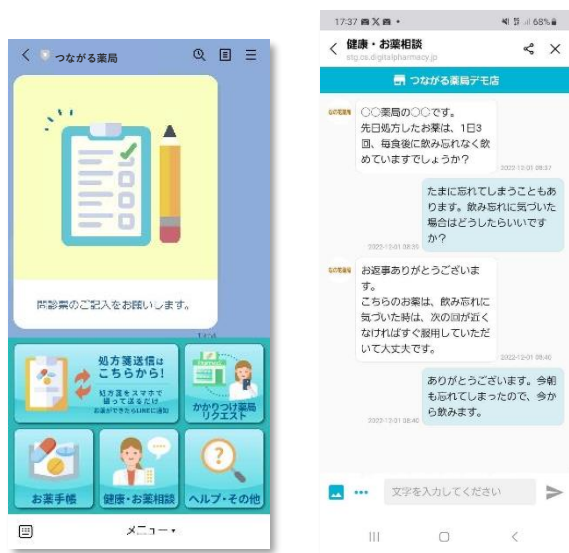 つながる薬局
問診票のご記入をお願いします。
処方箋送信は
こちらから!
処方箋をスマホで
撮って送るだけ
お薬ができたらLINEに通知
かかりつけ薬局
リクエスト
お薬手帳
健康・お薬相談
ヘルプ・その他
メニュー▾
17:37
68%
健康・お薬相談
stg.cs.digitalpharmacy.jp
つながる薬局デモ店
〇〇薬局の〇〇です。
先日処方したお薬は、1日3
回、毎食後に飲み忘れなく飲
めていますでしょうか?
2022-12-01 08:37
たまに忘れてしまうこともあ
ります。飲み忘れに気づいた
場合はどうしたらいいです
か?
2022-12-01 08:39
お返事ありがとうございま
す。
こちらのお薬は、飲み忘れに
気づいた時は、次の回が近く
なければすぐ服用していただ
いて大丈夫です。
2022-12-01 08:40
ありがとうございます。今朝
も忘れてしまったので、今か
ら飲みます。
2022-12-01 08:40
文字を入力してください